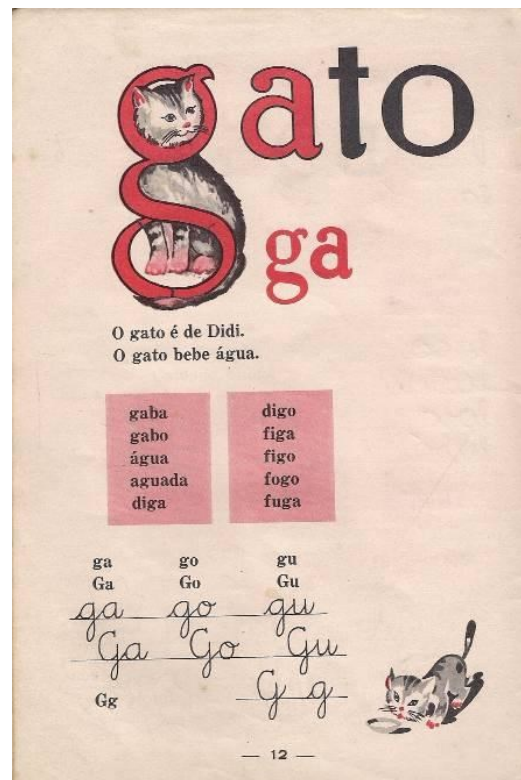 gato
ga
O gato é de Didi.
O gato bebe água.
gaba
gabo
água
aguada
diga
digo
figa
figo
fogo
fuga
ga go gu
Ga Go Gu
ga go gu
Ga Go Gu
Gg
G g
— 12 —